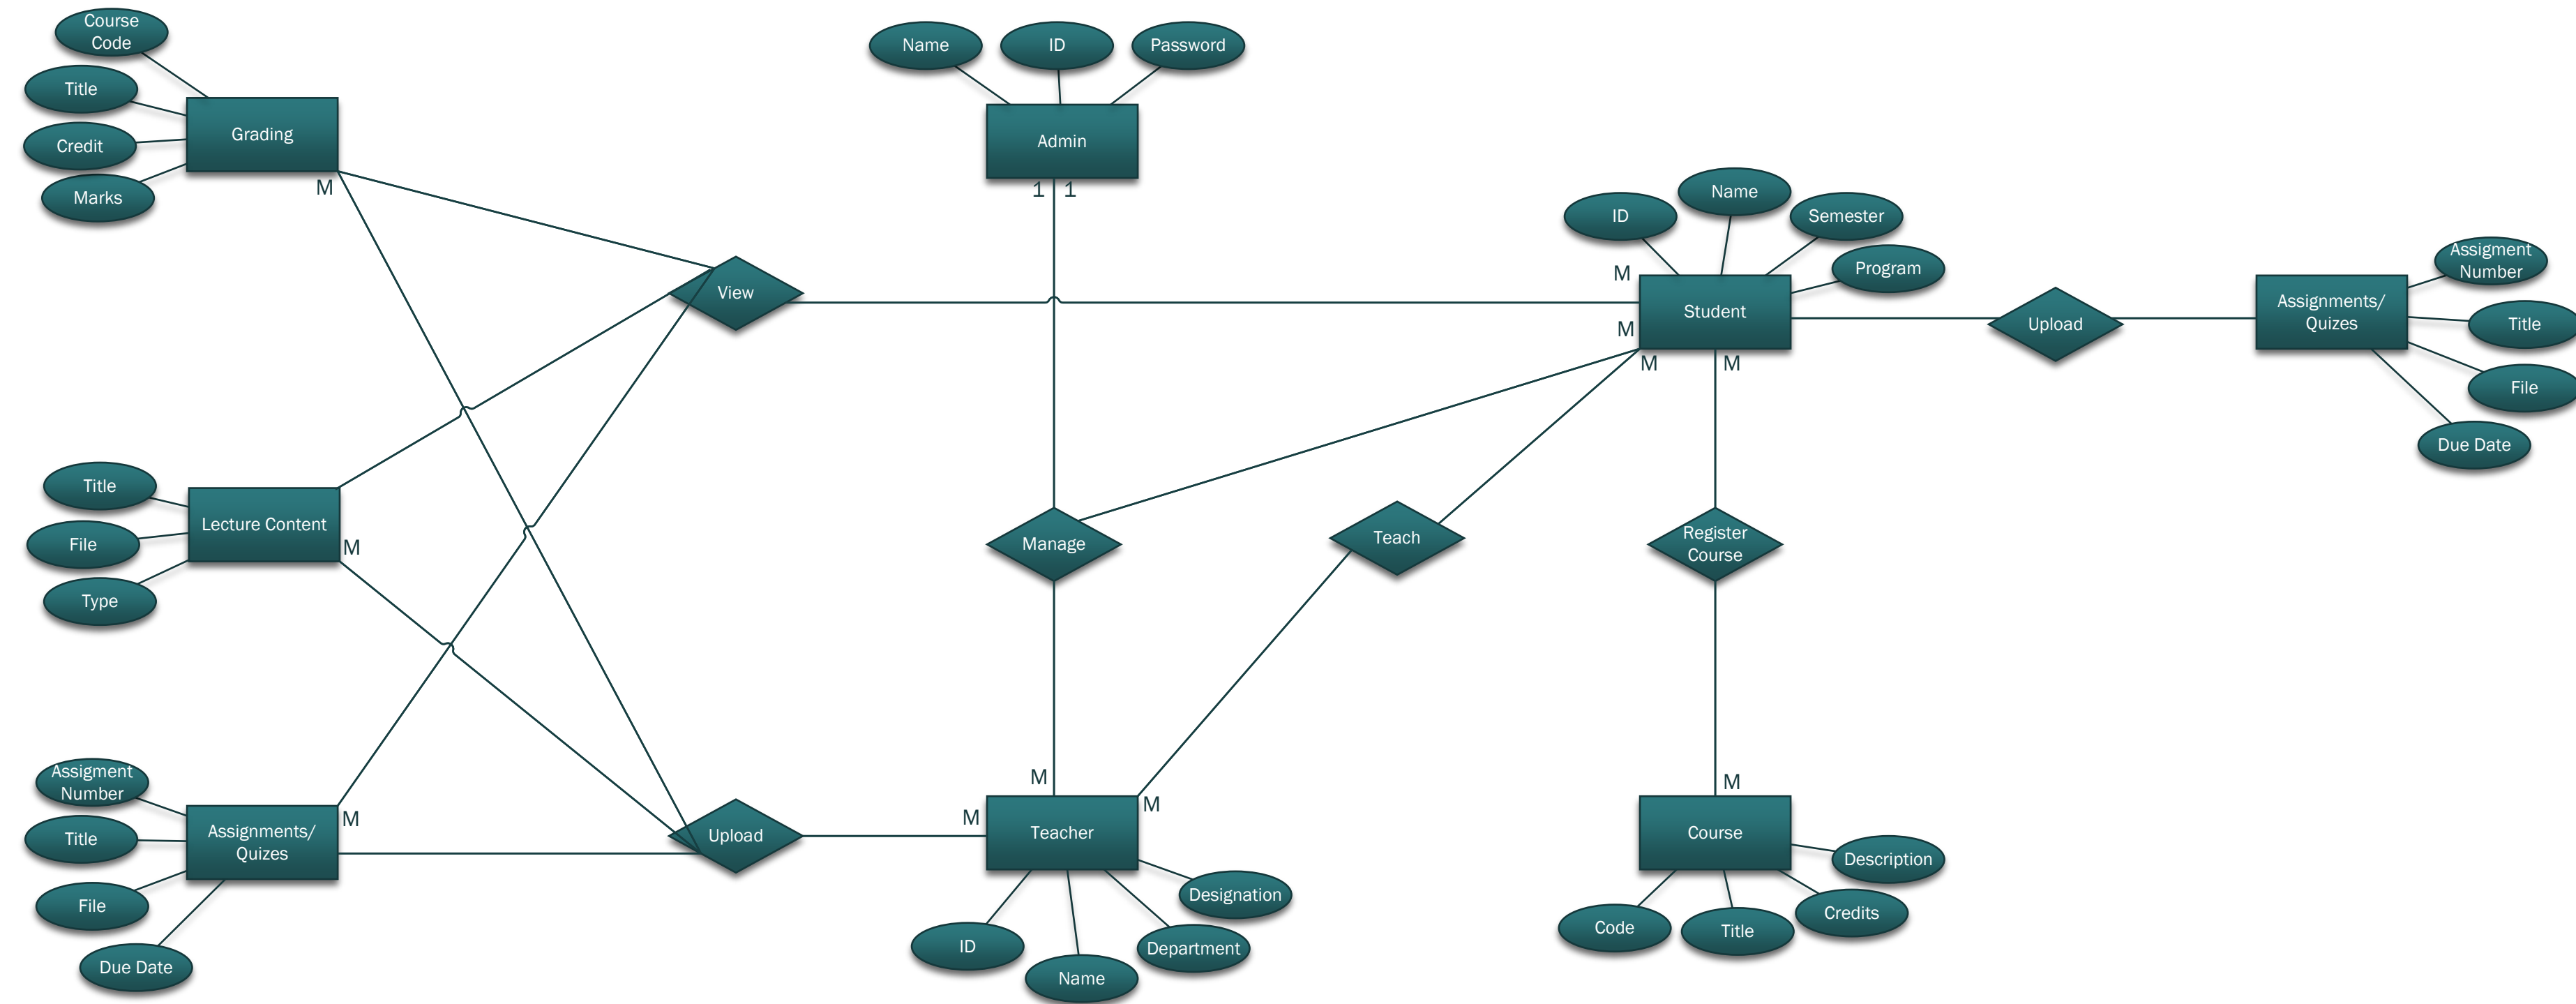 Course
Code
Title
Credit
Marks
Grading
M
Name
ID
Password
Admin
1 1
View
ID
Name
Semester
Program
M
Student
M
M
M
Upload
Assignments/
Quizes
Assigment
Number
Title
File
Due Date
Title
File
Type
Lecture Content
M
Manage
Teach
Register
Course
Assigment
Number
Title
File
Due Date
Assignments/
Quizes
M
Upload
M
M
M
Teacher
ID
Name
Department
Designation
M
Course
Code
Title
Credits
Description